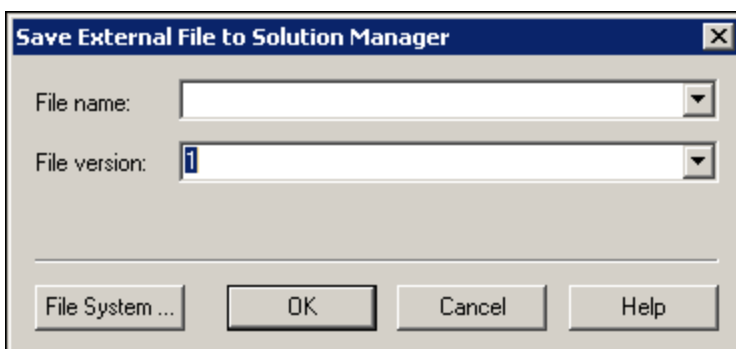 Save External File to Solution Manager
File name:
File version: 1
File System ... OK Cancel Help